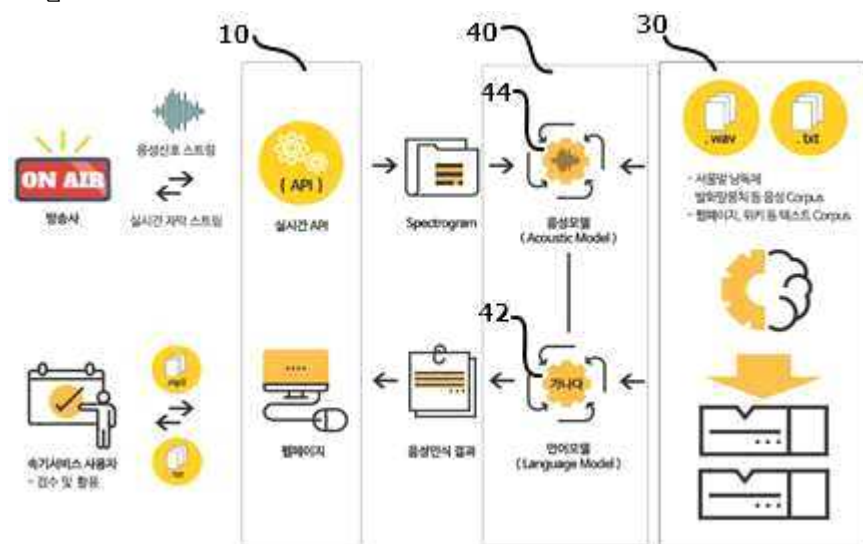 10
40
30
44
.wav
.txt
ON AIR
방송사
음성신호 스트림
실시간 자막 스트림
{ API }
실시간 API
Spectrogram
음성모델
( Acoustic Model )
- 서울말 낭독체
발화말뭉치 등 음성 Corpus
- 웹페이지, 위키 등 텍스트 Corpus
42
가나다
.mp3
.txt
속기서비스 사용자
- 검수 및 활용
웹페이지
음성인식 결과
언어모델
( Language Model )